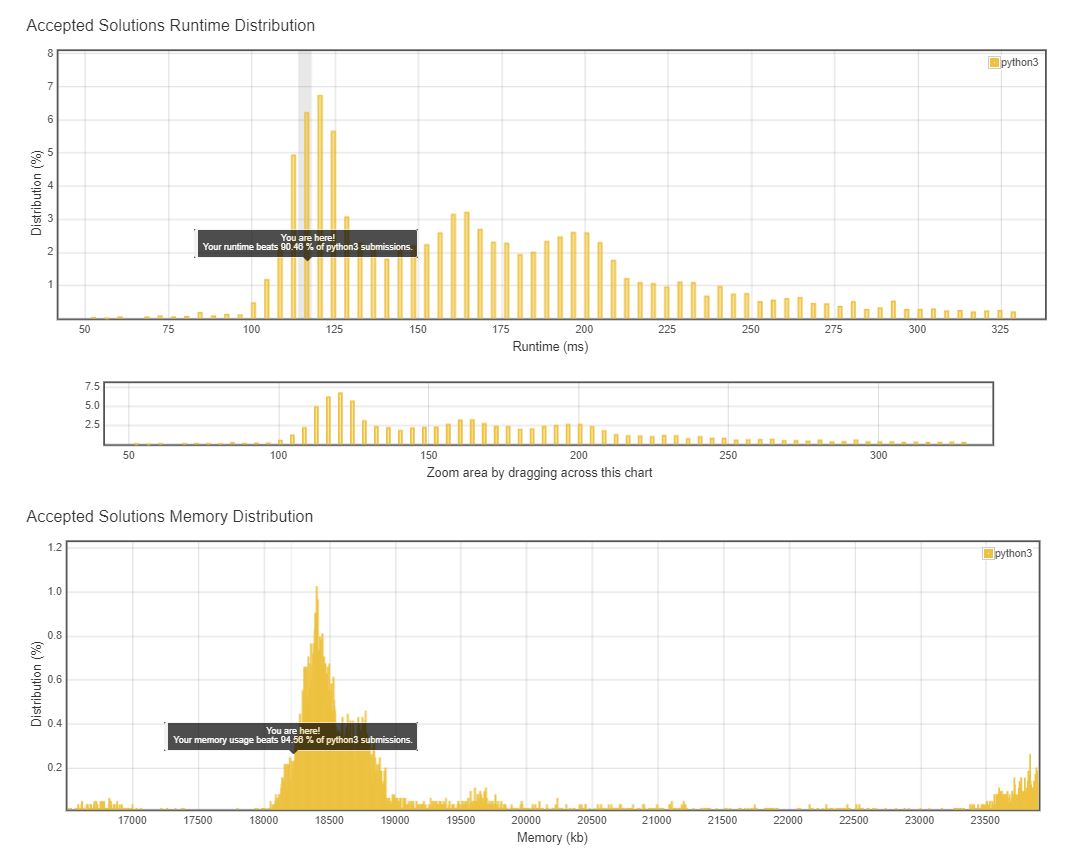 Accepted Solutions Runtime Distribution
8
7
6
5
4
3
2
1
Distribution (%)
python3
You are here!
Your runtime beats 90.46 % of python3 submissions.
50 75 100 125 150 175 200 225 250 275 300 325
Runtime (ms)
7.5
5.0
2.5
50 100 150 200 250 300
Zoom area by dragging across this chart
Accepted Solutions Memory Distribution
1.2
1.0
0.8
0.6
0.4
0.2
Distribution (%)
python3
You are here!
Your memory usage beats 94.56 % of python3 submissions.
17000 17500 18000 18500 19000 19500 20000 20500 21000 21500 22000 22500 23000 23500
Memory (kb)